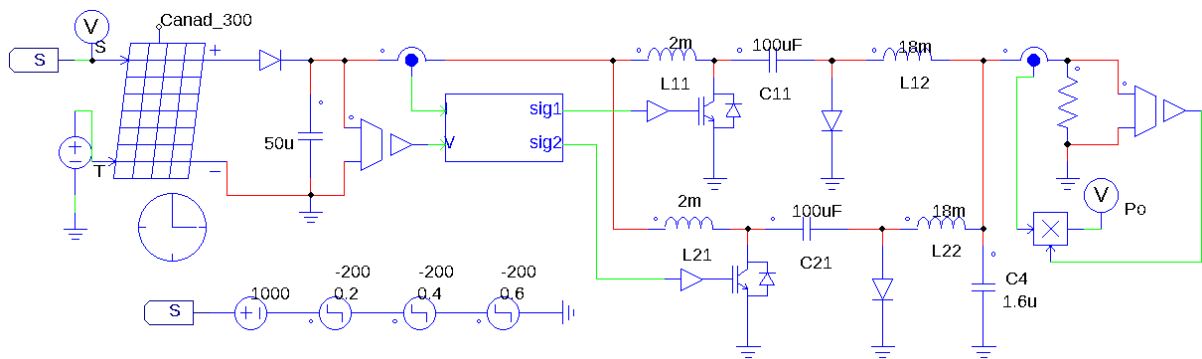 V
Canad_300
S
S
T
+
−
50u
I
V
sig1
sig2
2m
L11
100uF
C11
18m
L12
2m
L21
100uF
C21
18m
L22
C4
1.6u
V
Po
S
1000
-200
0.2
-200
0.4
-200
0.6